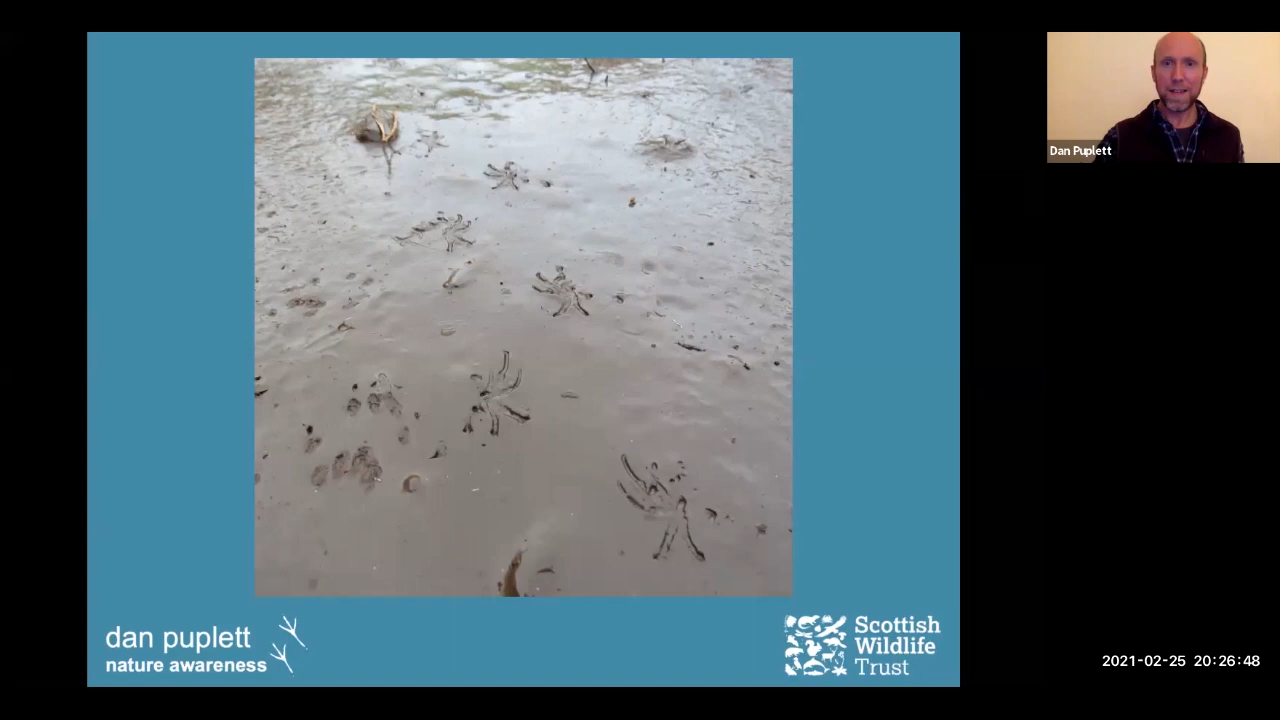 Dan Puplett
dan puplett
nature awareness
Scottish
Wildlife
Trust
2021-02-25 20:26:48